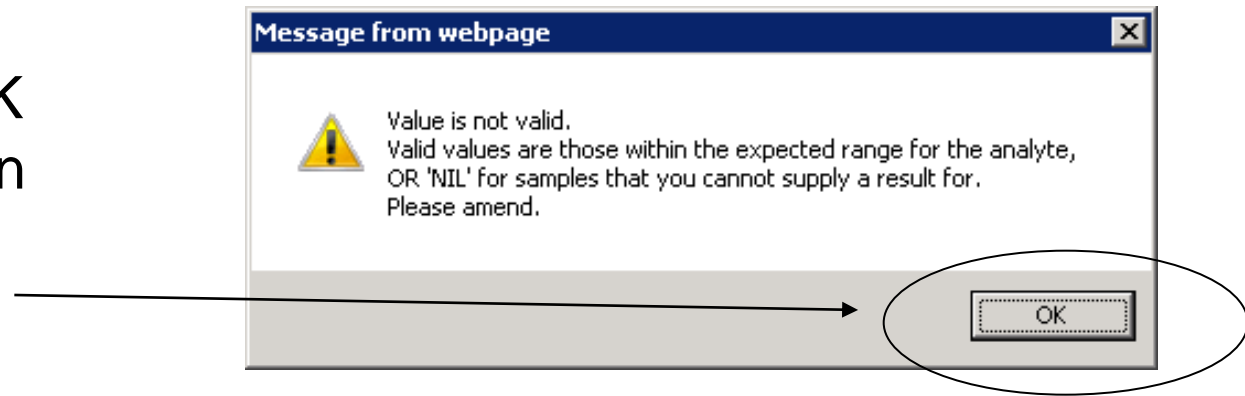 Message from webpage
K
n
Value is not valid.
Valid values are those within the expected range for the analyte,
OR 'NIL' for samples that you cannot supply a result for.
Please amend.
OK